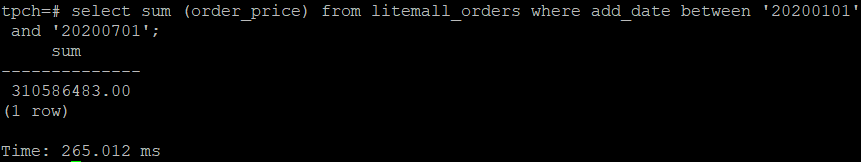 tpch=# select sum (order_price) from litemall_orders where add_date between '20200101'
and '20200701';
sum
--------------
310586483.00
(1 row)
Time: 265.012 ms